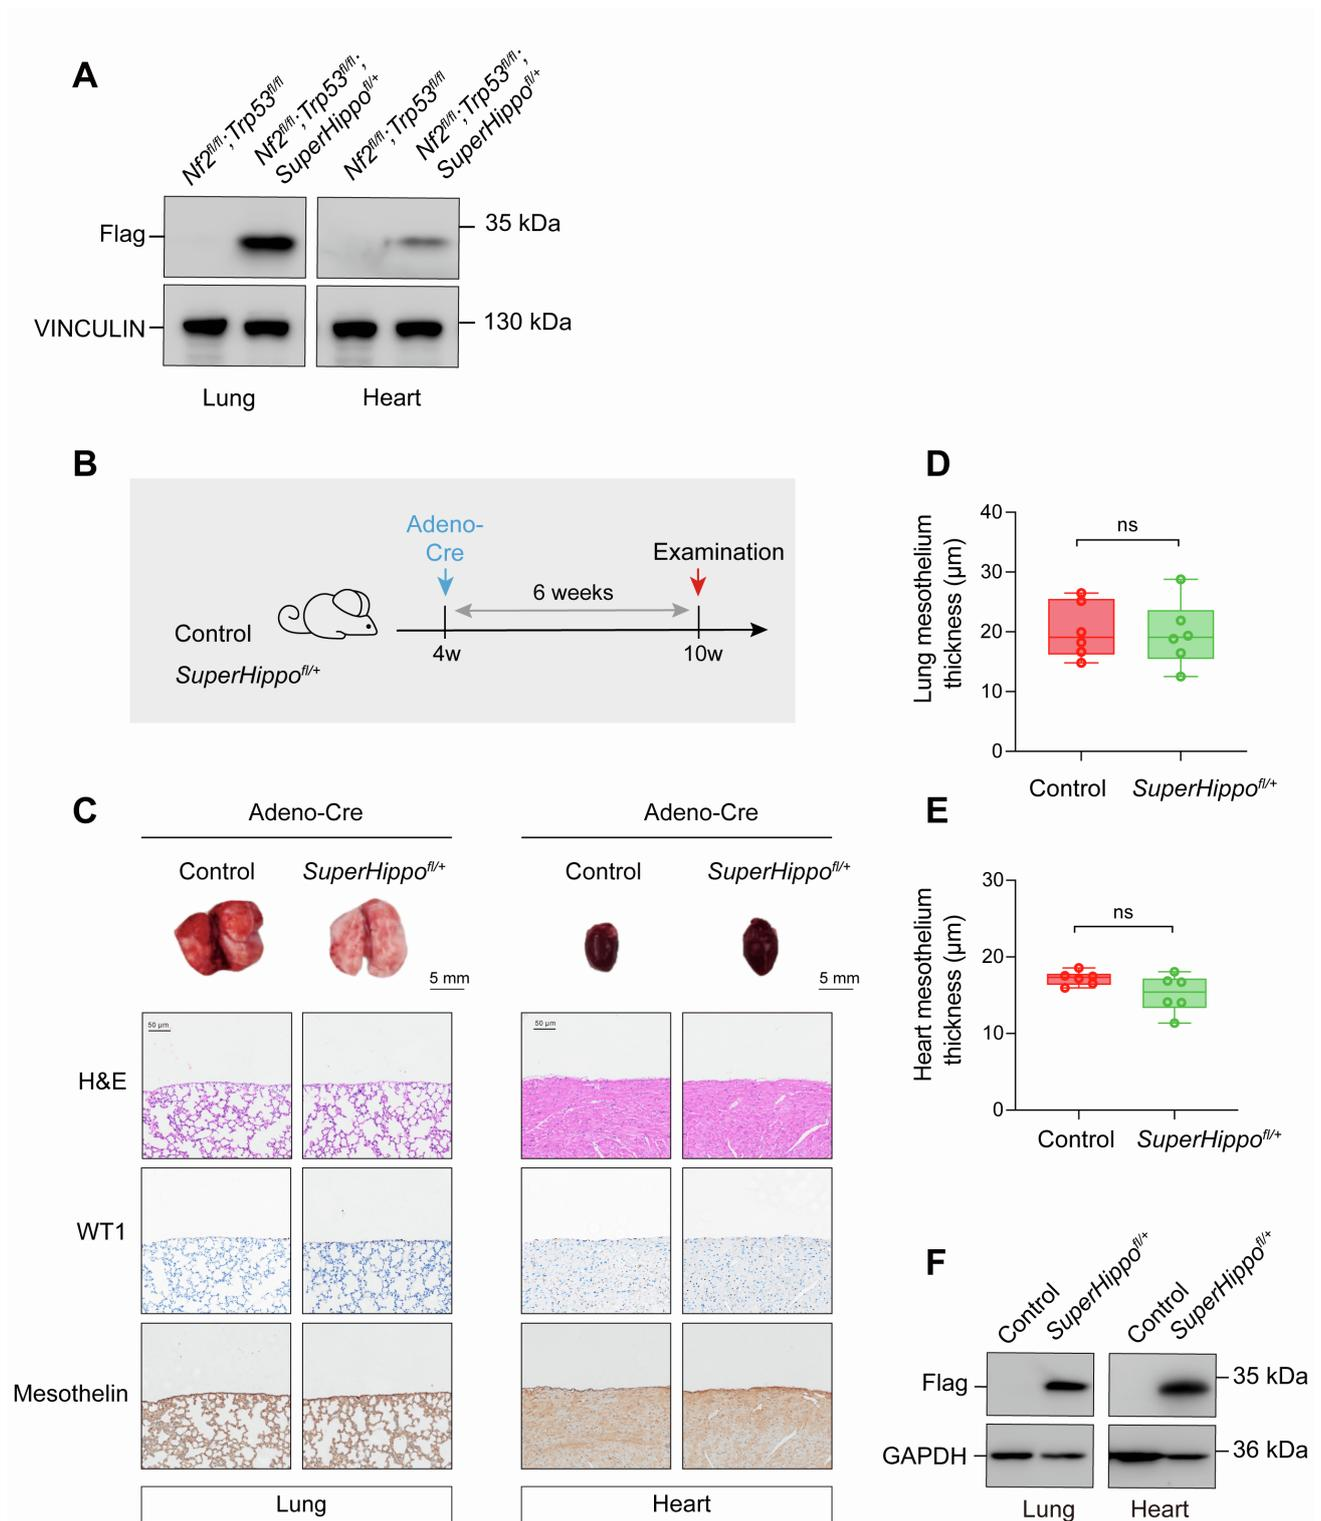 A
Nf2fl/fl;Trp53fl/fl
Nf2fl/fl;Trp53fl/fl;
SuperHippofl/+
Nf2fl/fl;Trp53fl/fl
Nf2fl/fl;Trp53fl/fl;
SuperHippofl/+
Flag
35 kDa
VINCULIN
130 kDa
Lung
Heart
B
Adeno-
Cre
Examination
6 weeks
Control
SuperHippofl/+
4w
10w
C
Adeno-Cre
Adeno-Cre
Control
SuperHippofl/+
Control
SuperHippofl/+
5 mm
5 mm
50 µm
50 µm
H&E
WT1
Mesothelin
Lung
Heart
D
Lung mesothelium
thickness (µm)
40
30
20
10
0
ns
Control
SuperHippofl/+
E
Heart mesothelium
thickness (µm)
30
20
10
0
ns
Control
SuperHippofl/+
F
Control
SuperHippofl/+
Control
SuperHippofl/+
Flag
35 kDa
GAPDH
36 kDa
Lung
Heart